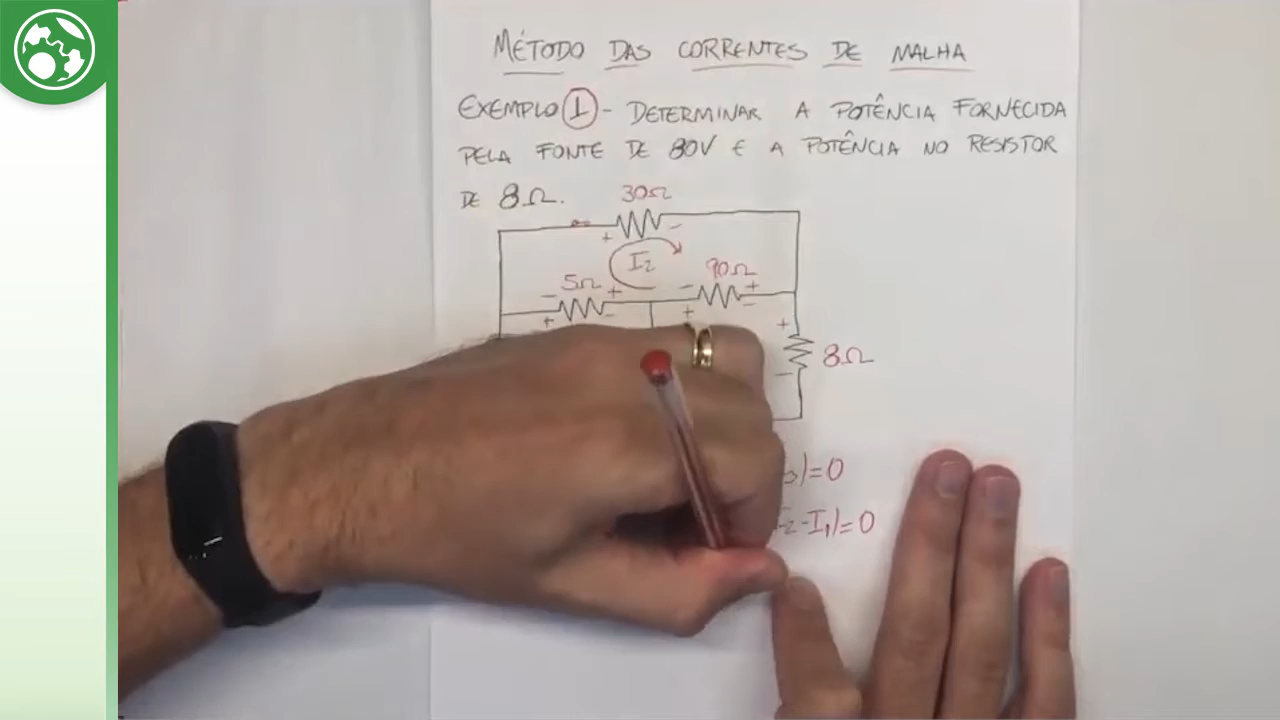 MÉTODO DAS CORRENTES DE MALHA
EXEMPLO 1 - DETERMINAR A POTÊNCIA FORNECIDA
PELA FONTE DE 80V E A POTÊNCIA NO RESISTOR
DE 8Ω.
30Ω
+ -
I2
5Ω 90Ω
- + - +
+ - + -
+
8Ω
-
)=0
-I1)=0